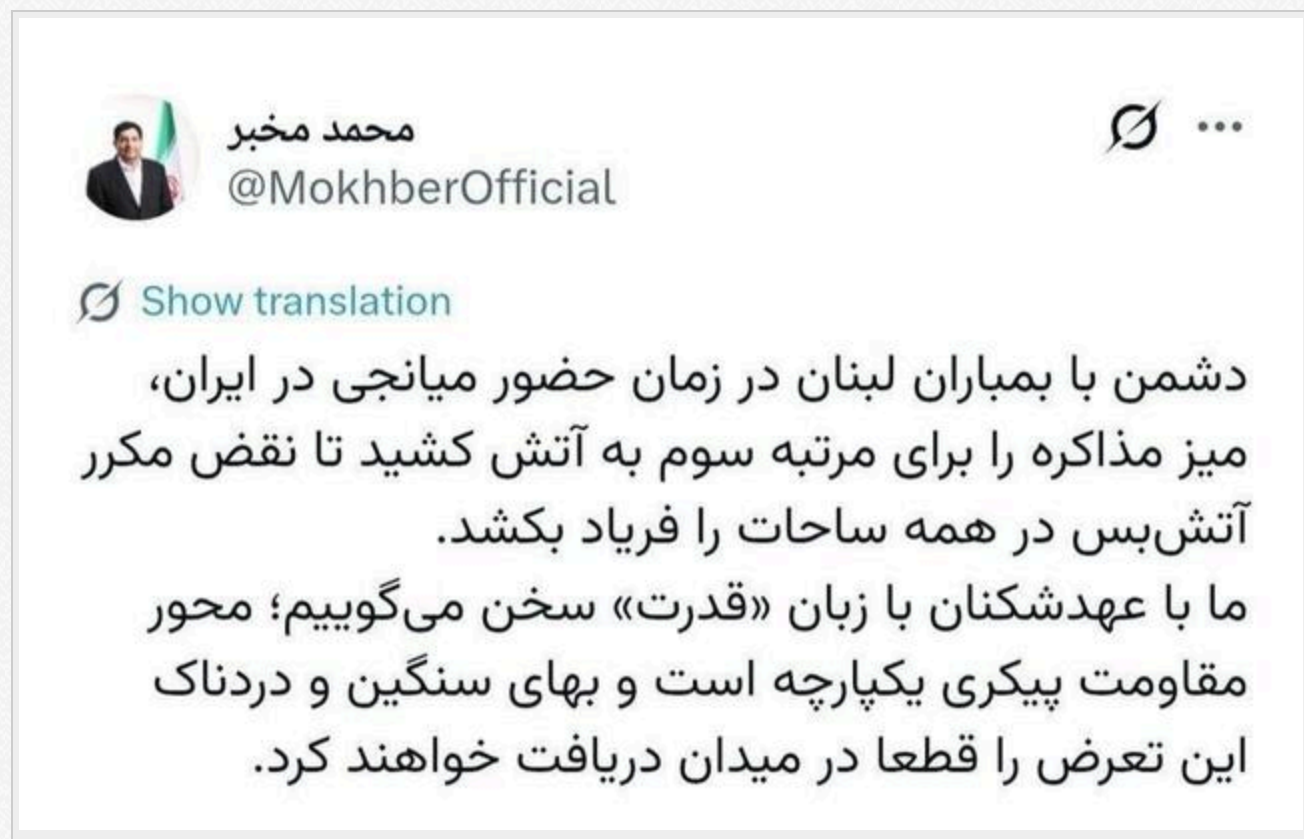 محمد مخبر
@MokhberOfficial
Show translation
دشمن با بمباران لبنان در زمان حضور میانجی در ایران،
میز مذاکره را برای مرتبه سوم به آتش کشید تا نقض مکرر
آتش‌بس در همه ساحات را فریاد بکشد.
ما با عهدشکنان با زبان «قدرت» سخن می‌گوییم؛ محور
مقاومت پیکری یکپارچه است و بهای سنگین و دردناک
این تعرض را قطعا در میدان دریافت خواهند کرد.